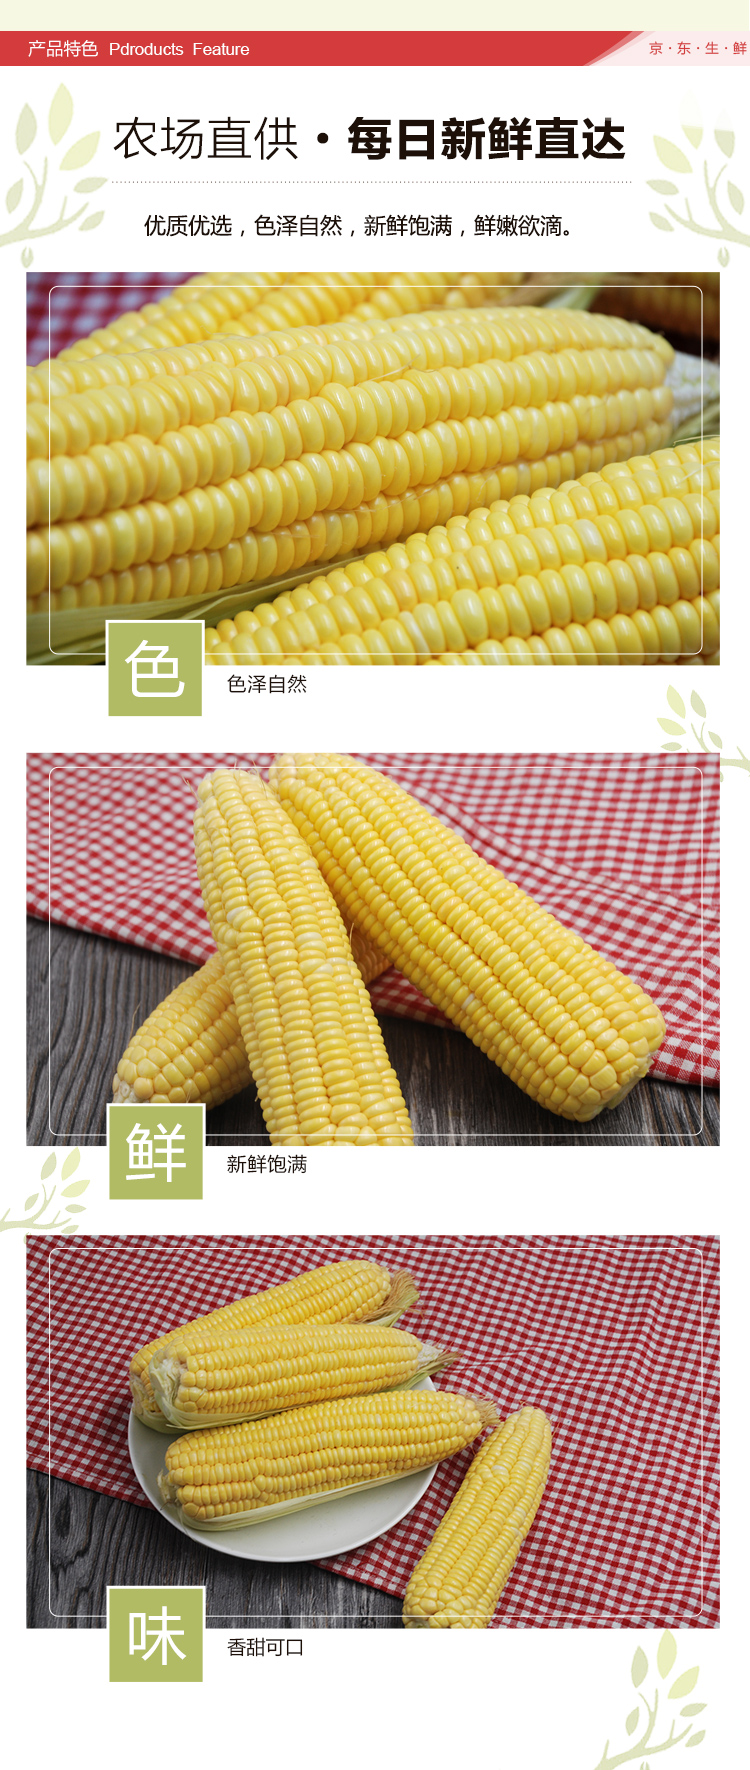 产品特色 Pdroducts Feature
京·东·生·鲜
农场直供·每日新鲜直达
优质优选，色泽自然，新鲜饱满，鲜嫩欲滴。
色
色泽自然
鲜
新鲜饱满
味
香甜可口